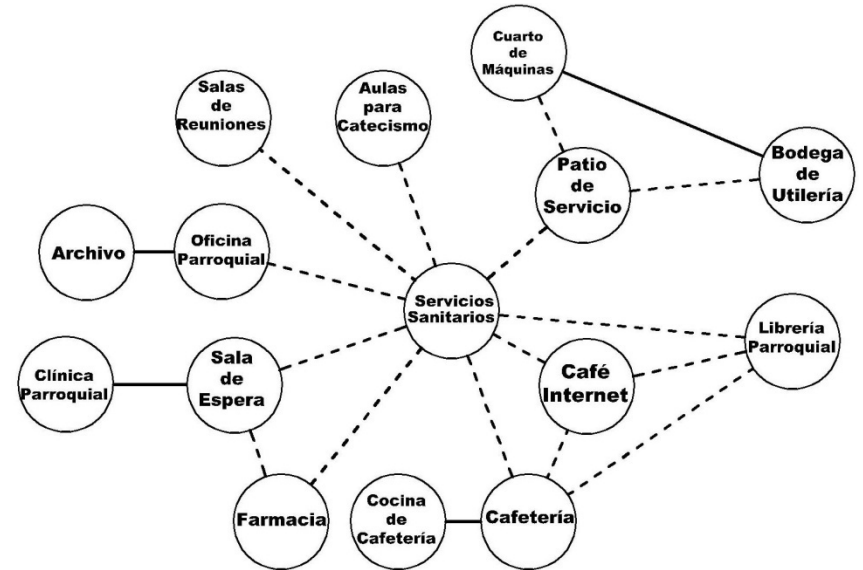 Cuarto
de
Máquinas
Salas
de
Reuniones
Aulas
para
Catecismo
Patio
de
Servicio
Bodega
de
Utilería
Archivo
Oficina
Parroquial
Servicios
Sanitarios
Librería
Parroquial
Clínica
Parroquial
Sala
de
Espera
Café
Internet
Farmacia
Cocina
de
Cafetería
Cafetería